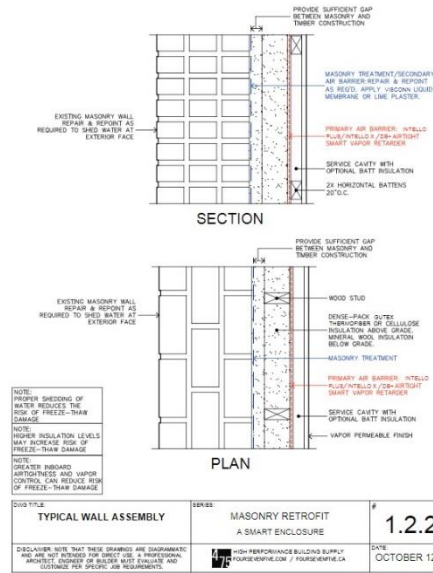 PROVIDE SUFFICIENT GAP
BETWEEN MASONRY AND
TIMBER CONSTRUCTION
MASONRY TREATMENT/SECONDARY
AIR BARRIER: REPAIR & REPOINT
AS REQ'D. APPLY VISCONN LIQUID
MEMBRANE OR LIME PLASTER.
EXISTING MASONRY WALL
REPAIR & REPOINT AS
REQUIRED TO SHED WATER AT
EXTERIOR FACE
PRIMARY AIR BARRIER: INTELLO
PLUS/INTELLO X /DB+ AIRTIGHT
SMART VAPOR RETARDER
SERVICE CAVITY WITH
OPTIONAL BATT INSULATION
2X HORIZONTAL BATTENS
20"O.C.
SECTION
PROVIDE SUFFICIENT GAP
BETWEEN MASONRY AND
TIMBER CONSTRUCTION
EXISTING MASONRY WALL
REPAIR & REPOINT AS
REQUIRED TO SHED WATER AT
EXTERIOR FACE
WOOD STUD
DENSE-PACK GUTEX
THERMOFIBER OR CELLULOSE
INSULATION ABOVE GRADE.
MINERAL WOOL INSULATION
BELOW GRADE.
MASONRY TREATMENT
PRIMARY AIR BARRIER: INTELLO
PLUS/INTELLO X /DB+ AIRTIGHT
SMART VAPOR RETARDER
SERVICE CAVITY WITH
OPTIONAL BATT INSULATION
VAPOR PERMEABLE FINISH
PLAN
NOTE:
PROPER SHEDDING OF
WATER REDUCES THE
RISK OF FREEZE-THAW
DAMAGE
NOTE:
HIGHER INSULATION LEVELS
MAY INCREASE RISK OF
FREEZE-THAW DAMAGE
NOTE:
GREATER INBOARD
AIRTIGHTNESS AND VAPOR
CONTROL CAN REDUCE RISK
OF FREEZE-THAW DAMAGE
DWG TITLE:
TYPICAL WALL ASSEMBLY
SERIES:
MASONRY RETROFIT
A SMART ENCLOSURE
#
1.2.2
DISCLAIMER: NOTE THAT THESE DRAWINGS ARE DIAGRAMMATIC
AND ARE NOT INTENDED FOR DIRECT USE. A PROFESSIONAL
ARCHITECT, ENGINEER OR BUILDER MUST EVALUATE AND
CUSTOMIZE PER SPECIFIC JOB REQUIREMENTS.
475 HIGH PERFORMANCE BUILDING SUPPLY
FOURSEVENFIVE.COM / FOURSEVENFIVE.CA
DATE:
OCTOBER 12